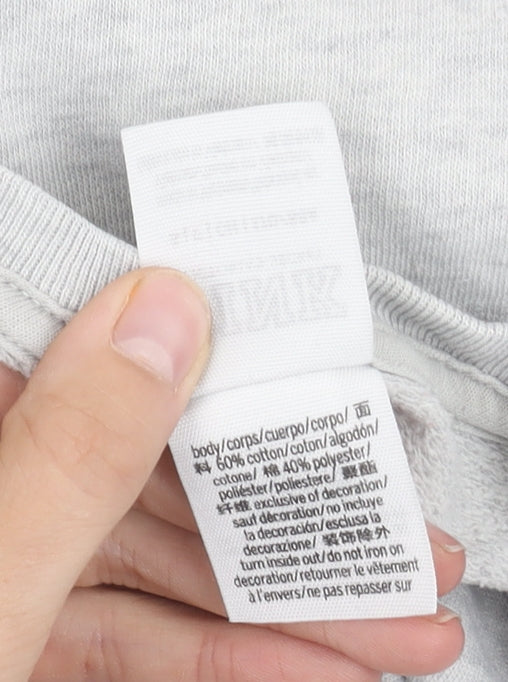 body/corps/cuerpo/corpo/ 面
料 60% cotton/coton/algodón/
cotone/ 棉 40% polyester/
poliéster/poliestere/ 聚酯
纤维 exclusive of decoration/
sauf décoration/no incluye
la decoración/esclusa la
decorazione/ 装饰除外
turn inside out/do not iron on
decoration/retourner le vêtement
à l'envers/ne pas repasser sur